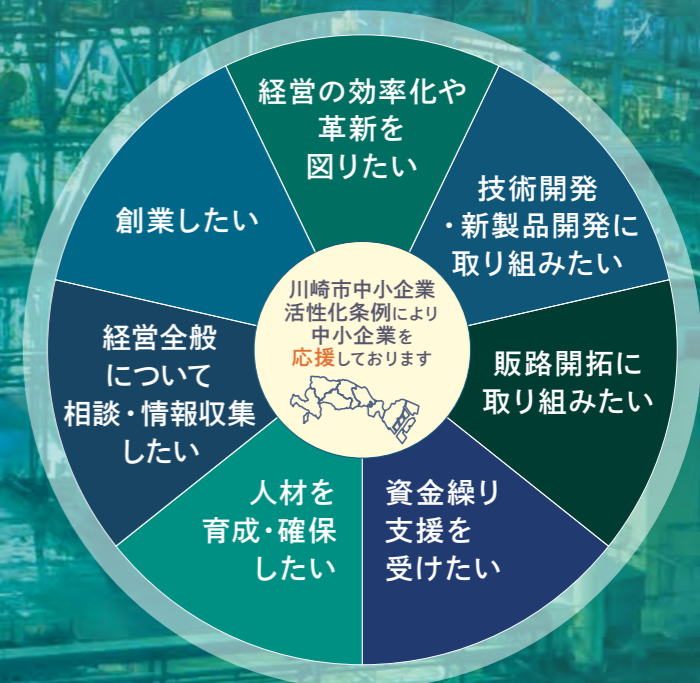 経営の効率化や
革新を
図りたい
技術開発
・新製品開発に
取り組みたい
販路開拓に
取り組みたい
資金繰り
支援を
受けたい
人材を
育成・確保
したい
経営全般
について
相談・情報収集
したい
創業したい
川崎市中小企業
活性化条例により
中小企業を
応援しております